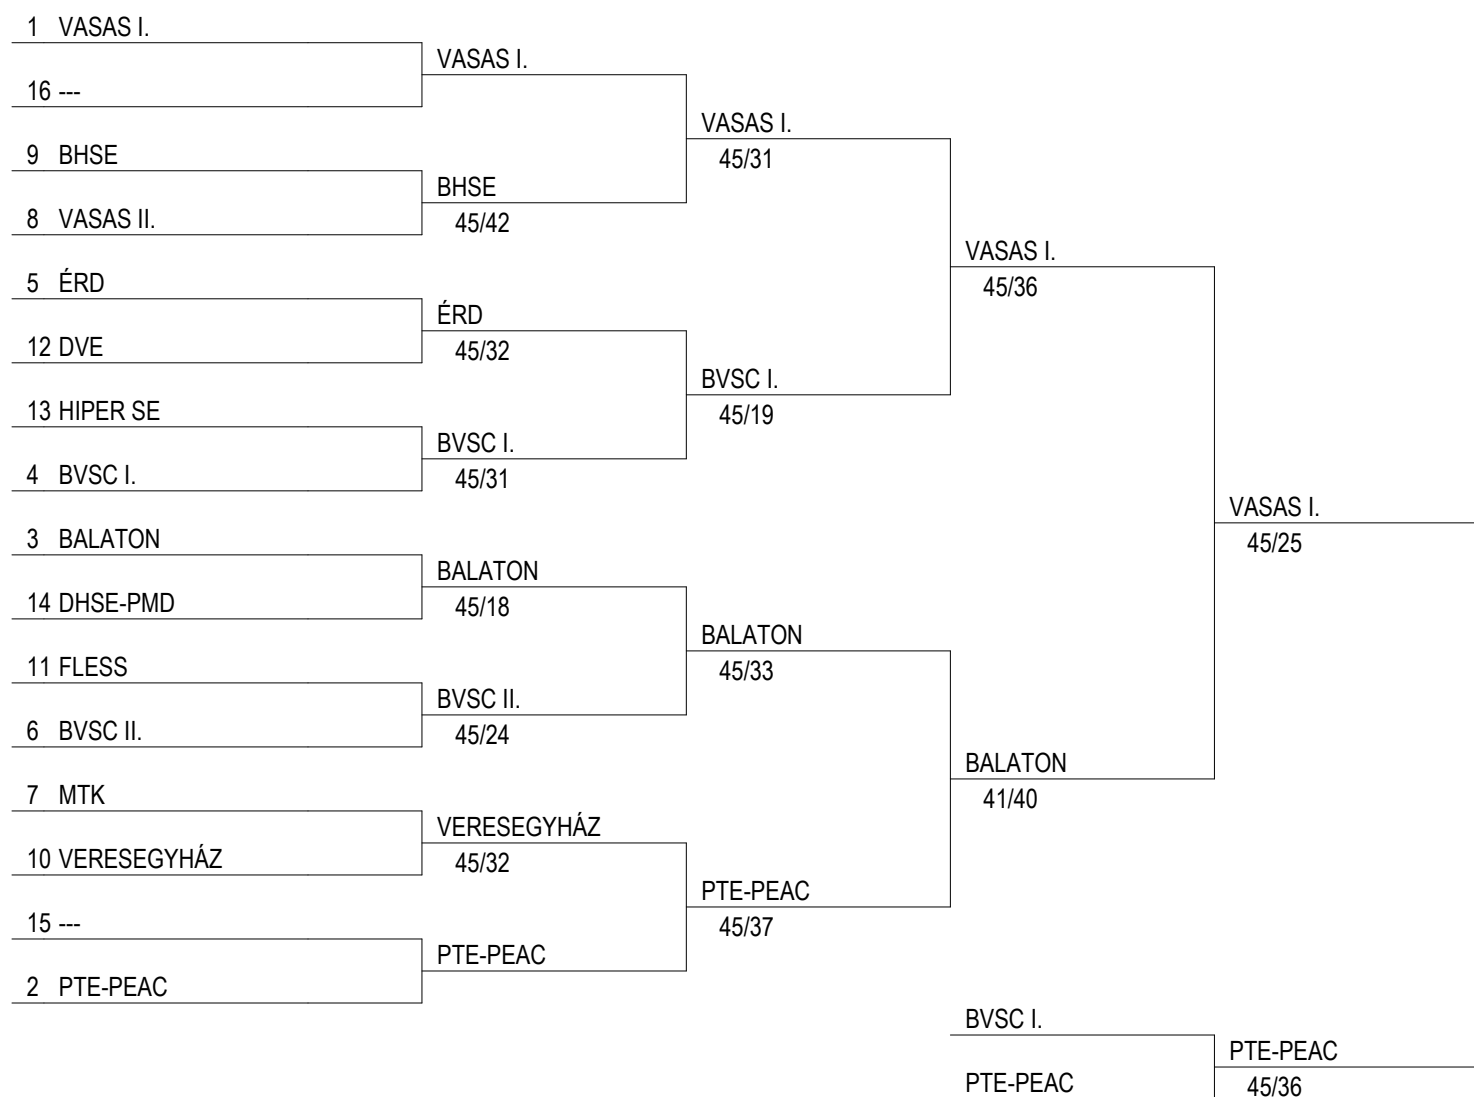 1 VASAS I.
VASAS I.
16 ---
VASAS I.
45/31
9 BHSE
BHSE
45/42
8 VASAS II.
VASAS I.
45/36
5 ÉRD
ÉRD
45/32
12 DVE
BVSC I.
45/19
13 HIPER SE
BVSC I.
45/31
4 BVSC I.
VASAS I.
45/25
3 BALATON
BALATON
45/18
14 DHSE-PMD
BALATON
45/33
11 FLESS
BVSC II.
45/24
6 BVSC II.
BALATON
41/40
7 MTK
VERESEGYHÁZ
45/32
10 VERESEGYHÁZ
PTE-PEAC
45/37
15 ---
PTE-PEAC
2 PTE-PEAC
BVSC I.
PTE-PEAC
45/36
PTE-PEAC